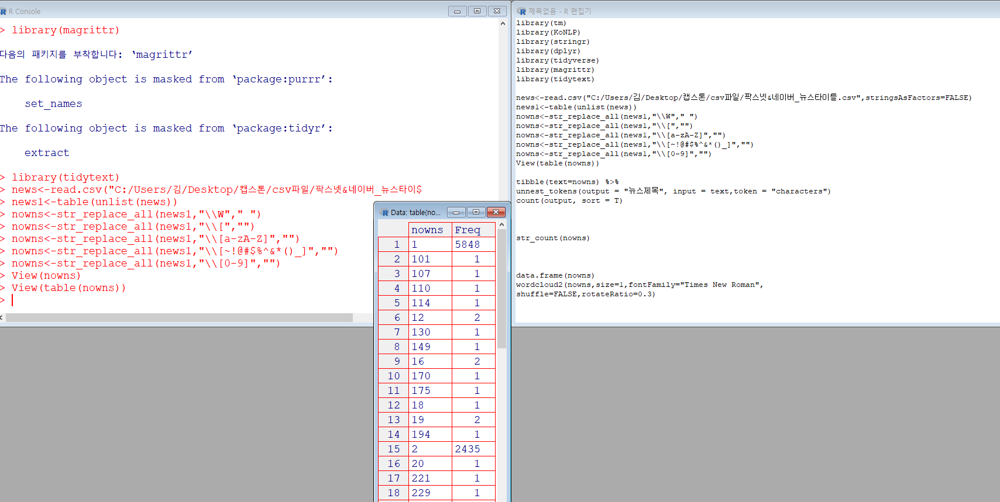 R Console
> library(magrittr)
다음의 패키지를 부착합니다: ‘magrittr’
The following object is masked from ‘package:purrr’:
set_names
The following object is masked from ‘package:tidyr’:
extract
> library(tidytext)
> news<-read.csv("C:/Users/김/Desktop/캡스톤/csv파일/팍스넷&네이버_뉴스타이$
> news1<-table(unlist(news))
> nowns<-str_replace_all(news1,"\\W"," ")
> nowns<-str_replace_all(news1,"\\[","")
> nowns<-str_replace_all(news1,"\\[a-zA-Z]","")
> nowns<-str_replace_all(news1,"\\[~!@#$%^&*()_]","")
> nowns<-str_replace_all(news1,"\\[0-9]","")
> View(nowns)
> View(table(nowns))
>
Data: table(no...
nowns Freq
1 1 5848
2 101 1
3 107 1
4 110 1
5 114 1
6 12 2
7 130 1
8 149 1
9 16 2
10 170 1
11 175 1
12 18 1
13 19 2
14 194 1
15 2 2435
16 20 1
17 221 1
18 229 1
제목없음 - R 편집기
library(tm)
library(KoNLP)
library(stringr)
library(dplyr)
library(tidyverse)
library(magrittr)
library(tidytext)
news<-read.csv("C:/Users/김/Desktop/캡스톤/csv파일/팍스넷&네이버_뉴스타이틀.csv",stringsAsFactors=FALSE)
news1<-table(unlist(news))
nowns<-str_replace_all(news1,"\\W"," ")
nowns<-str_replace_all(news1,"\\[","")
nowns<-str_replace_all(news1,"\\[a-zA-Z]","")
nowns<-str_replace_all(news1,"\\[~!@#$%^&*()_]","")
nowns<-str_replace_all(news1,"\\[0-9]","")
View(table(nowns))
tibble(text=nowns) %>%
unnest_tokens(output = "뉴스제목", input = text,token = "characters")
count(output, sort = T)
str_count(nowns)
data.frame(nowns)
wordcloud2(nowns,size=1,fontFamily="Times New Roman",
shuffle=FALSE,rotateRatio=0.3)